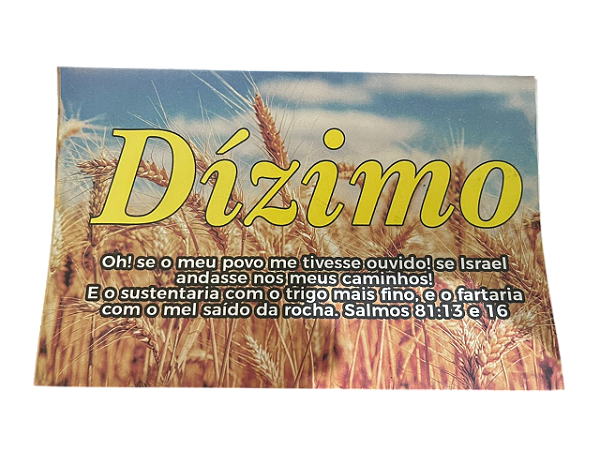 Dízimo
Oh! se o meu povo me tivesse ouvido! se Israel
andasse nos meus caminhos!
E o sustentaria com o trigo mais fino, e o fartaria
com o mel saído da rocha. Salmos 81:13 e 16